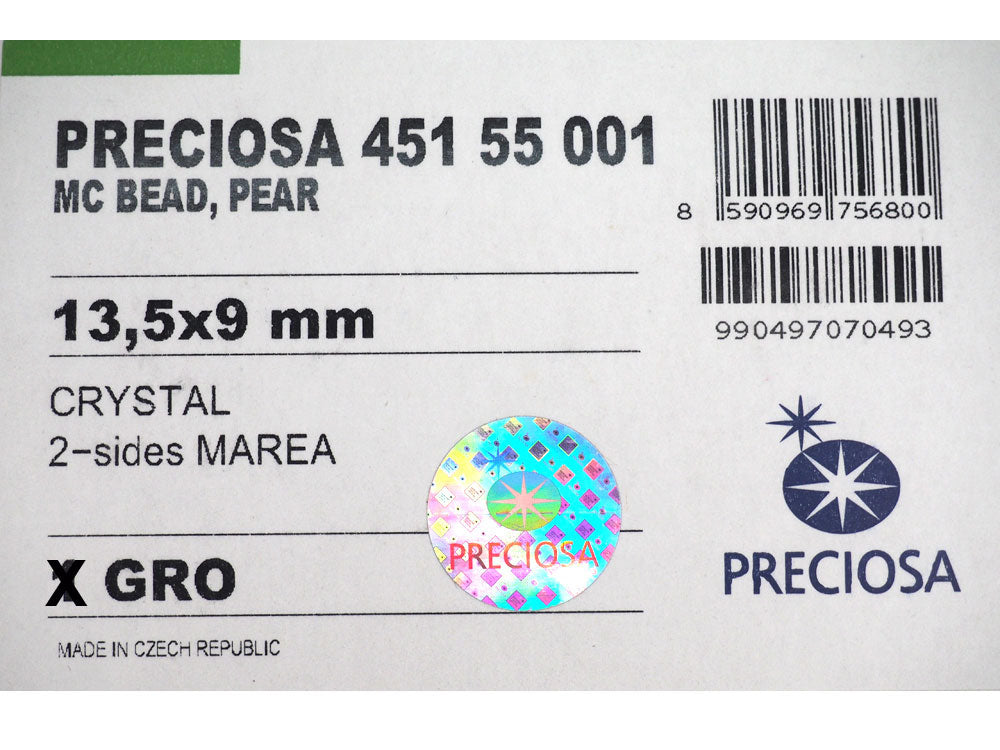 PRECIOSA 451 55 001
MC BEAD, PEAR
8 590969 756800
13,5x9 mm
990497070493
CRYSTAL
2-sides MAREA
PRECIOSA
PRECIOSA
X GRO
MADE IN CZECH REPUBLIC